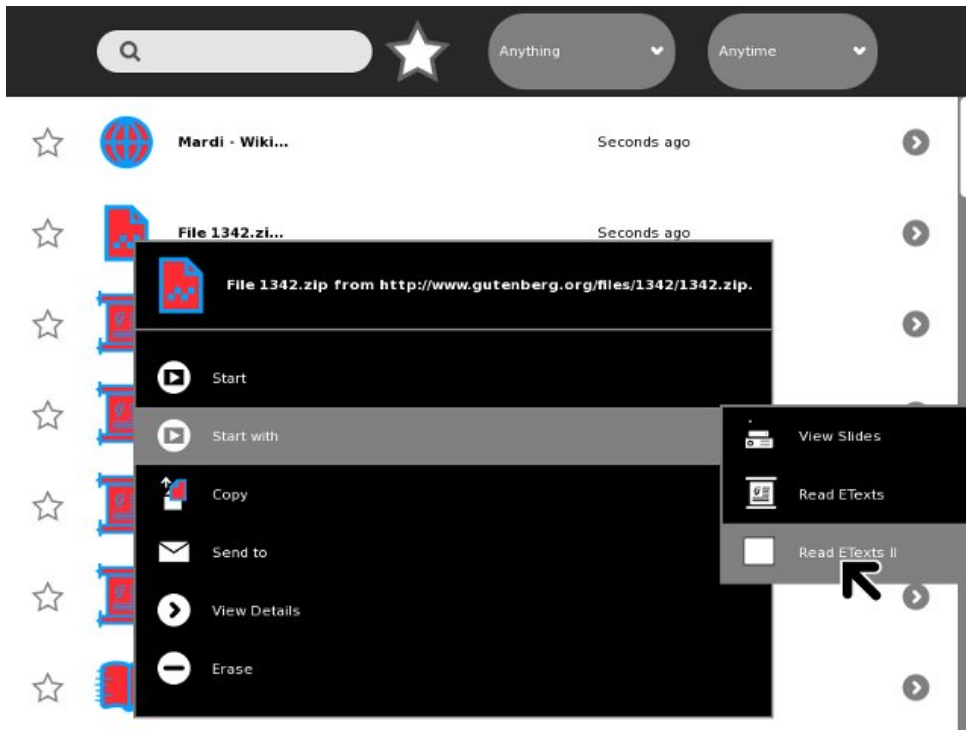 Anything
Anytime
Mardi - Wiki...
Seconds ago
File 1342.zi...
Seconds ago
File 1342.zip from http://www.gutenberg.org/files/1342/1342.zip.
Start
Start with
Copy
Send to
View Details
Erase
View Slides
Read ETexts
Read ETexts II